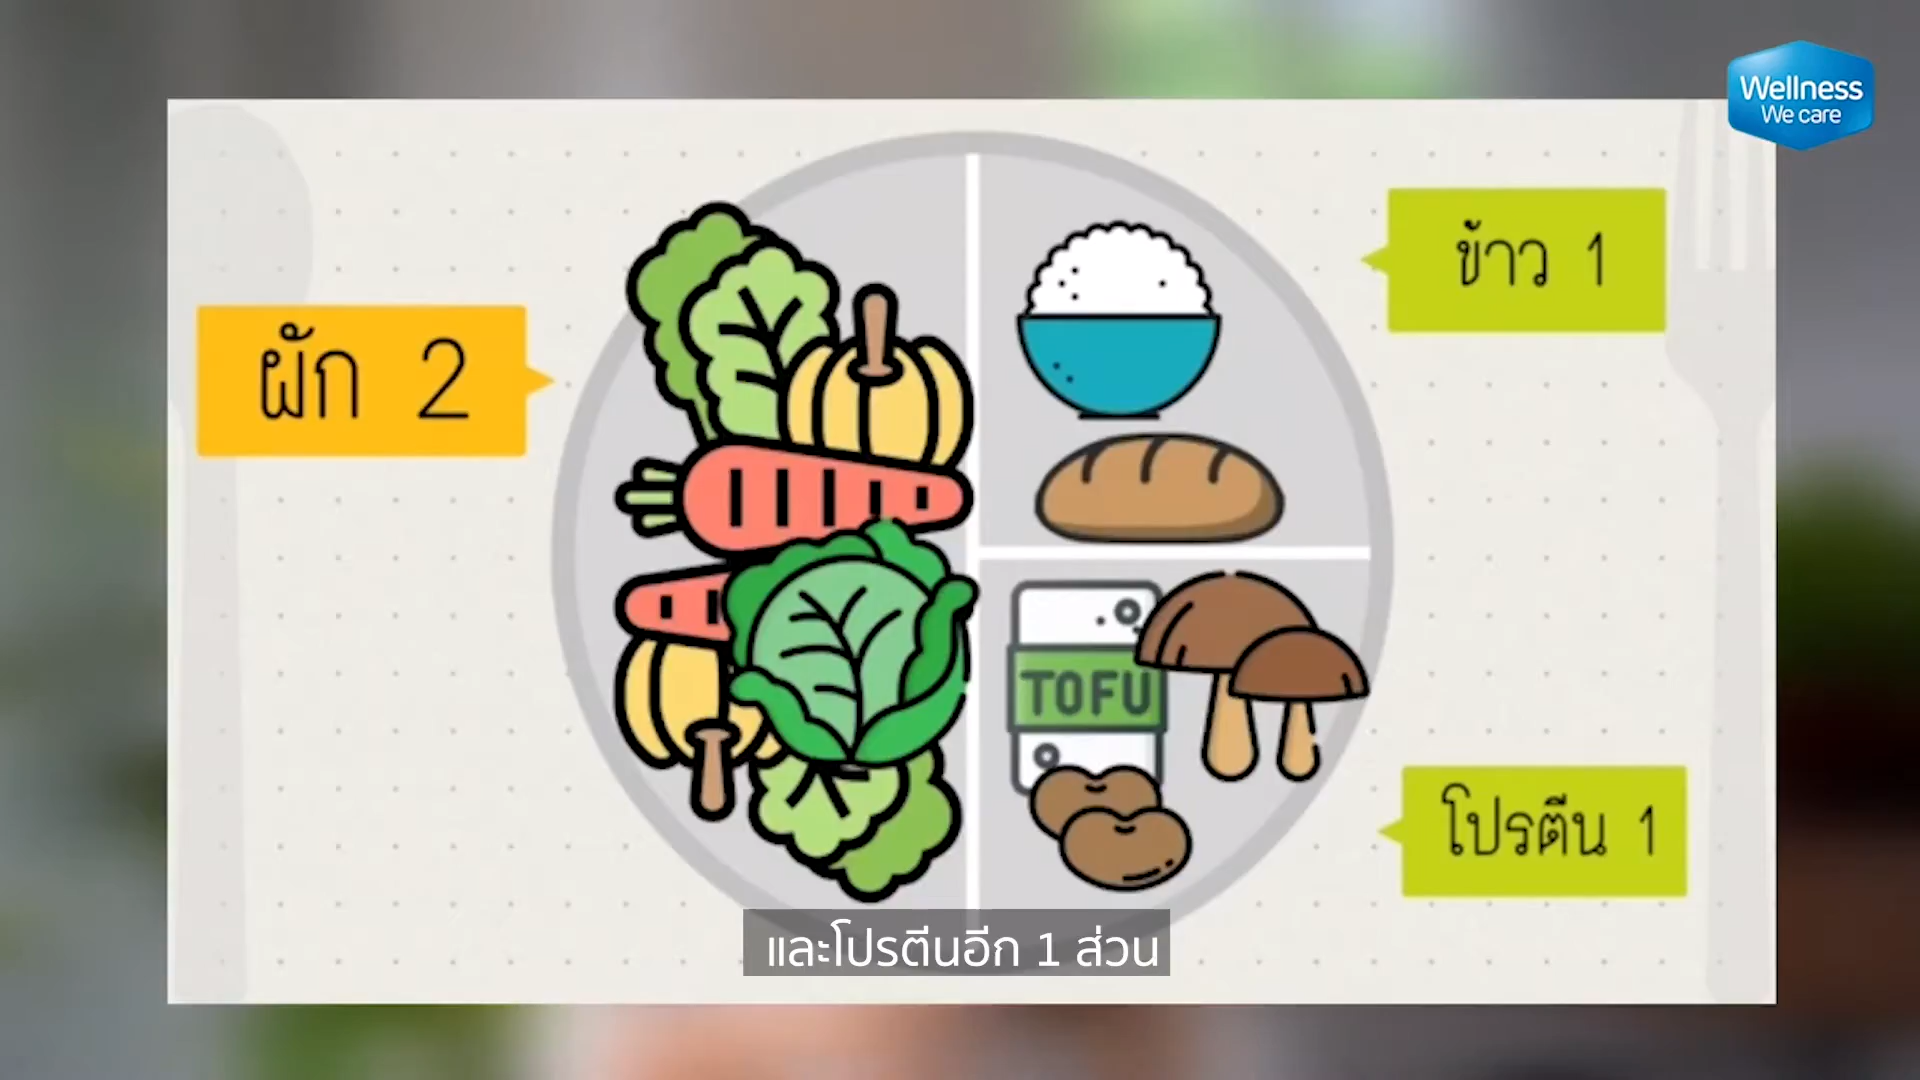 Wellness
We care
ผัก 2
ข้าว 1
TOFU
โปรตีน 1
และโปรตีนอีก 1 ส่วน